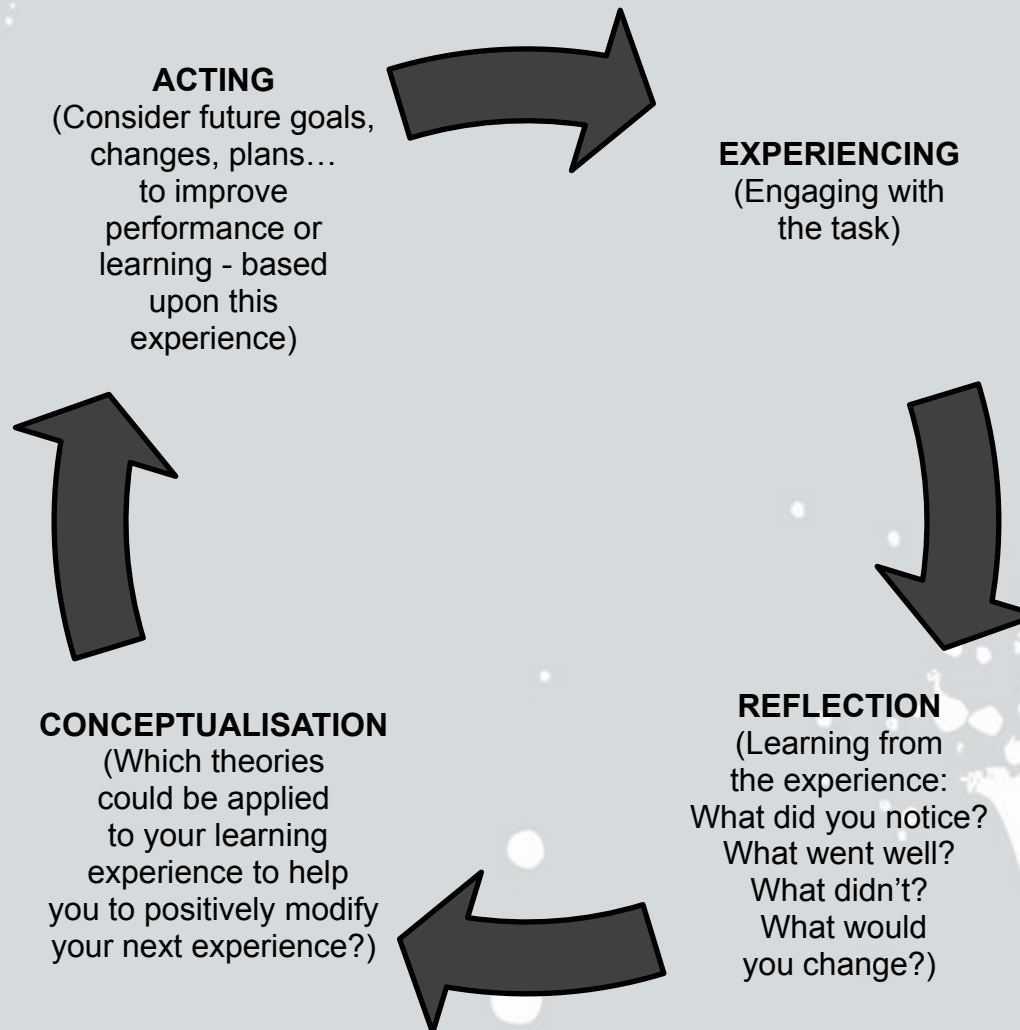 ACTING
(Consider future goals,
changes, plans…
to improve
performance or
learning - based
upon this
experience)
EXPERIENCING
(Engaging with
the task)
REFLECTION
(Learning from
the experience:
What did you notice?
What went well?
What didn’t?
What would
you change?)
CONCEPTUALISATION
(Which theories
could be applied
to your learning
experience to help
you to positively modify
your next experience?)